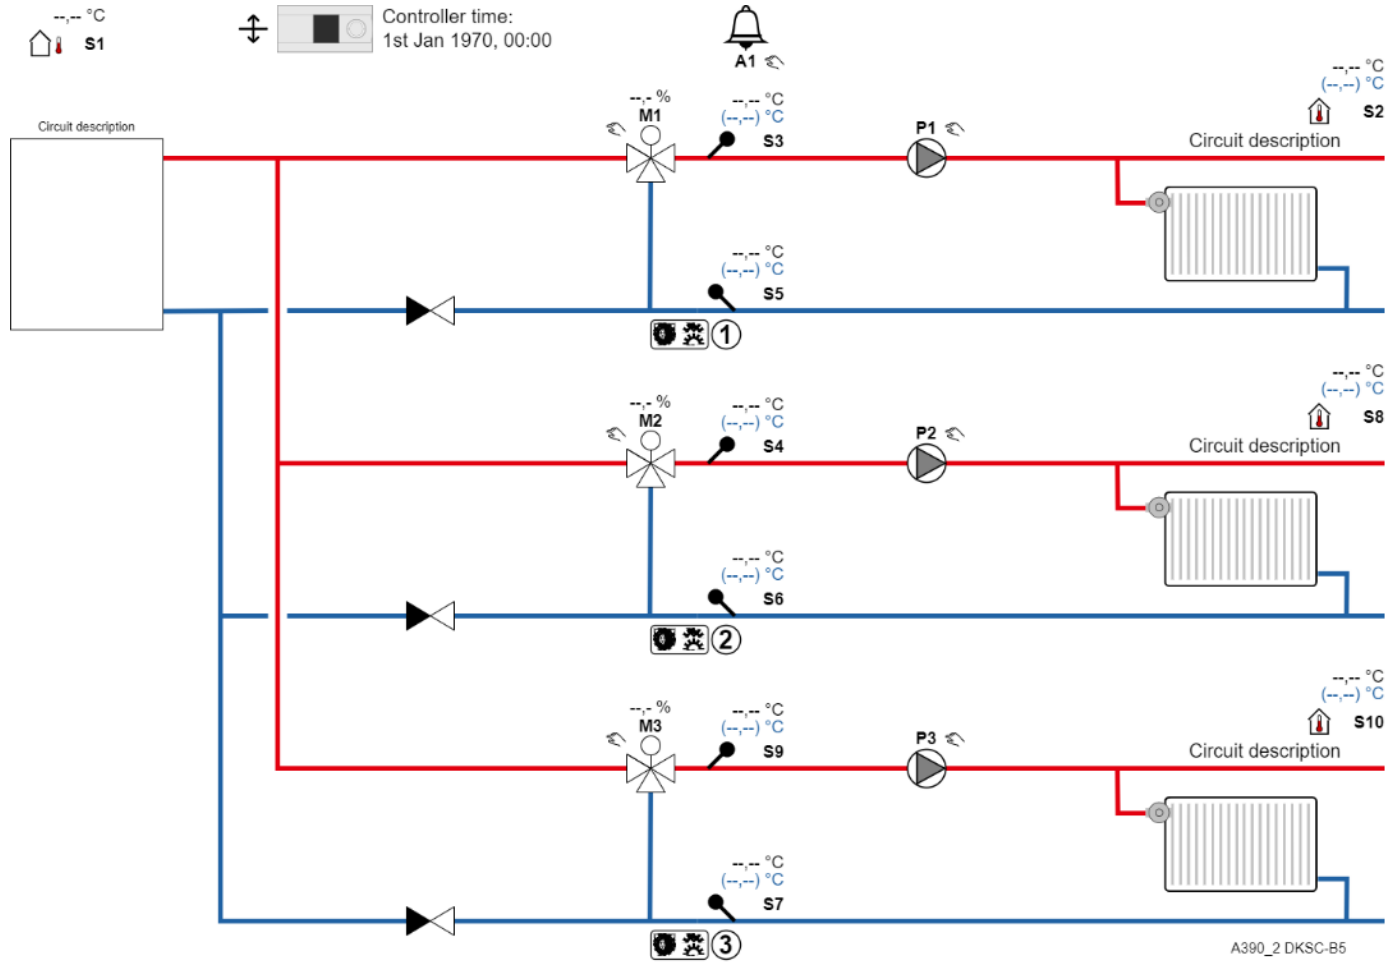 --,-- °C
S1
Controller time:
1st Jan 1970, 00:00
A1
--,-- °C
(--,--) °C
S2
Circuit description
Circuit description
--,- %
M1
--,-- °C
(--,--) °C
S3
P1
--,-- °C
(--,--) °C
S5
1
--,-- °C
(--,--) °C
S8
Circuit description
--,- %
M2
--,-- °C
(--,--) °C
S4
P2
--,-- °C
(--,--) °C
S6
2
--,-- °C
(--,--) °C
S10
Circuit description
--,- %
M3
--,-- °C
(--,--) °C
S9
P3
--,-- °C
(--,--) °C
S7
3
A390_2 DKSC-B5